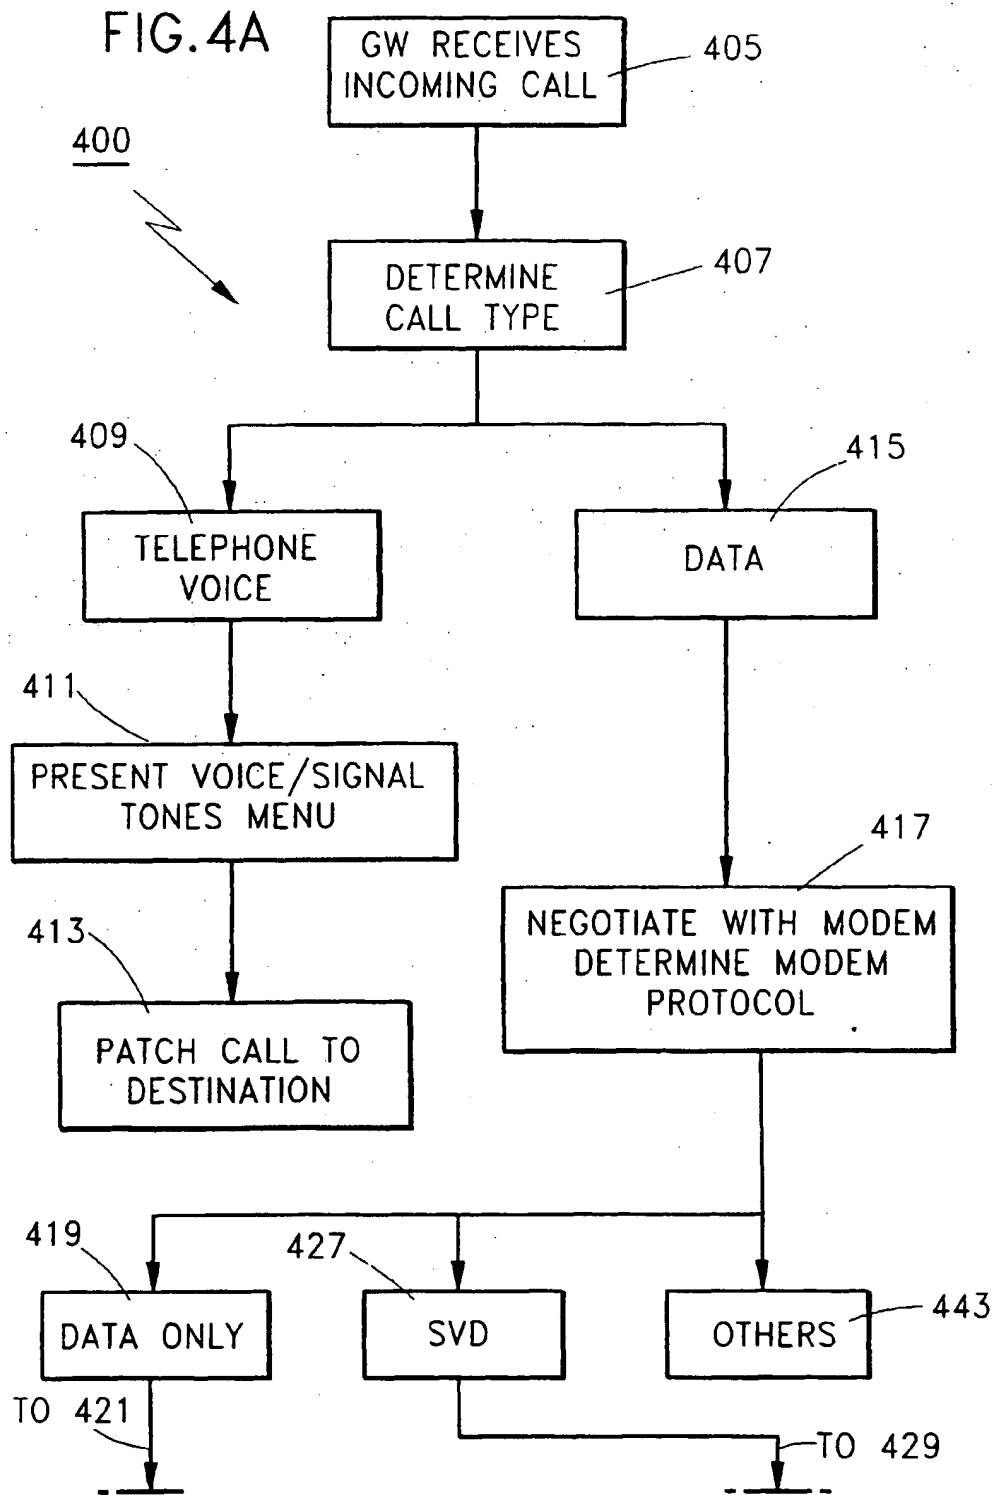 FIG.4A
GW RECEIVES
INCOMING CALL
405
400
DETERMINE
CALL TYPE
407
409
415
TELEPHONE
VOICE
DATA
411
PRESENT VOICE/SIGNAL
TONES MENU
417
NEGOTIATE WITH MODEM
DETERMINE MODEM
PROTOCOL
413
PATCH CALL TO
DESTINATION
419
427
443
DATA ONLY
SVD
OTHERS
TO 421
TO 429